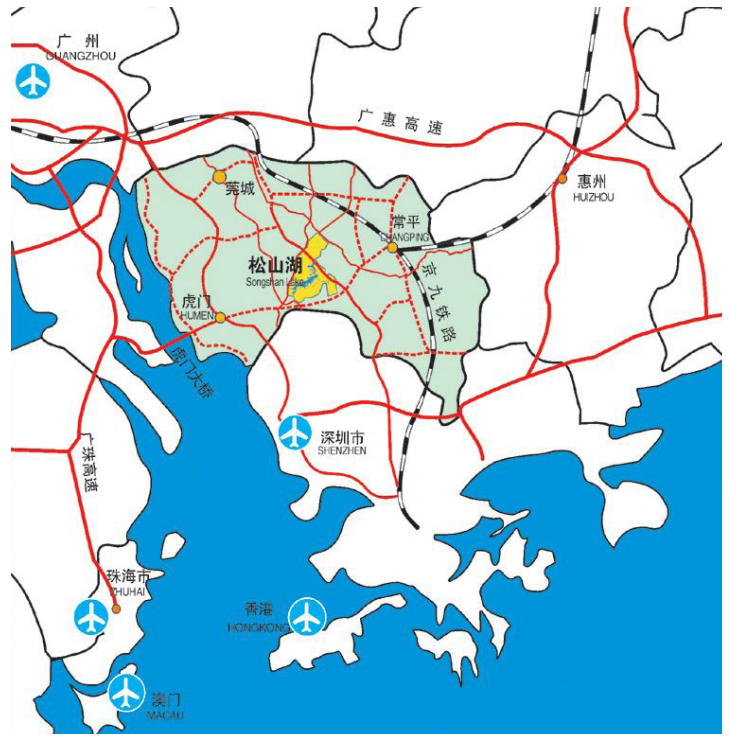 广 州
GUANGZHOU
广惠高速
莞城
惠州
HUIZHOU
常平
CHANGPING
松山湖
Songshan Lake
京九铁路
虎门
HUMEN
虎门大桥
深圳市
SHENZHEN
广珠高速
珠海市
ZHUHAI
香港
HONGKONG
澳门
MACAU